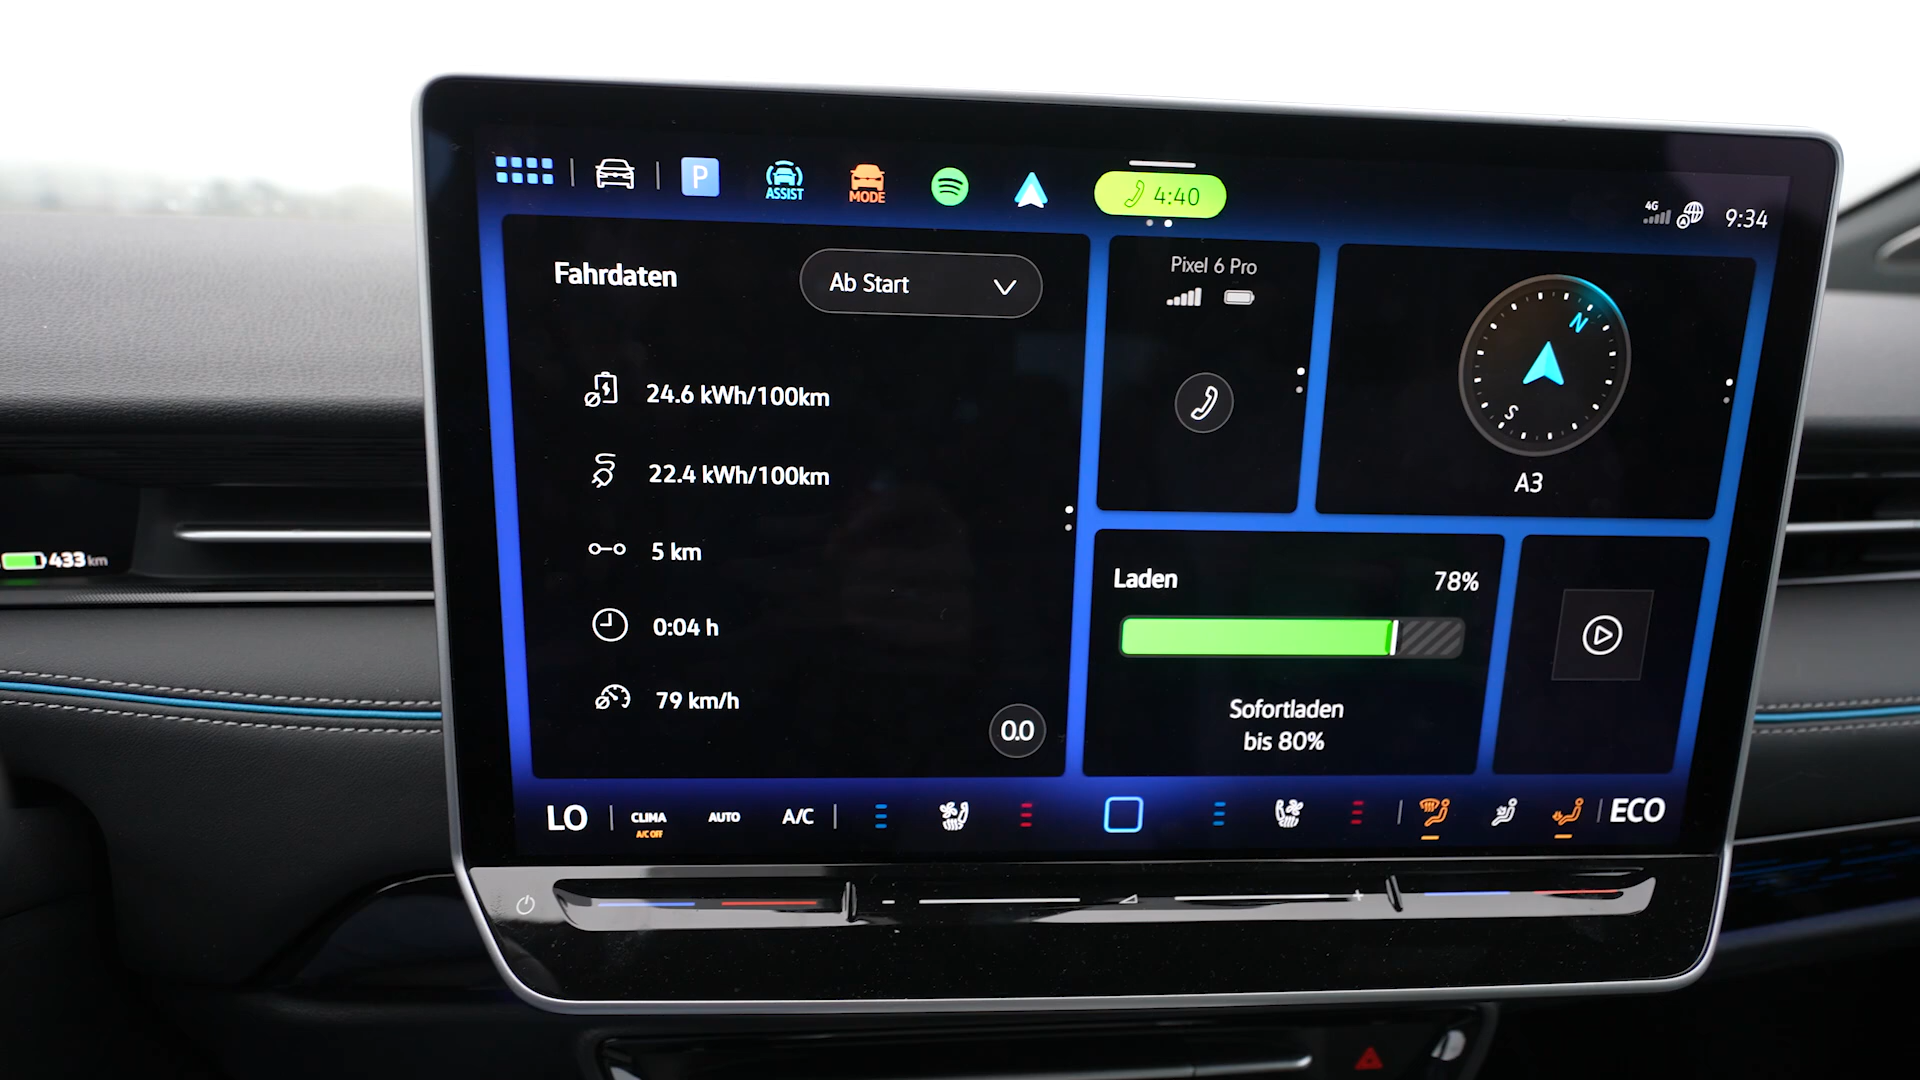 P
ASSIST
MODE
4:40
4G
9:34
Fahrdaten
Ab Start
24.6 kWh/100km
22.4 kWh/100km
5 km
0:04 h
79 km/h
0.0
Pixel 6 Pro
N
S
A3
Laden
78%
Sofortladen
bis 80%
433 km
LO
CLIMA
A/C OFF
AUTO
A/C
ECO
- +